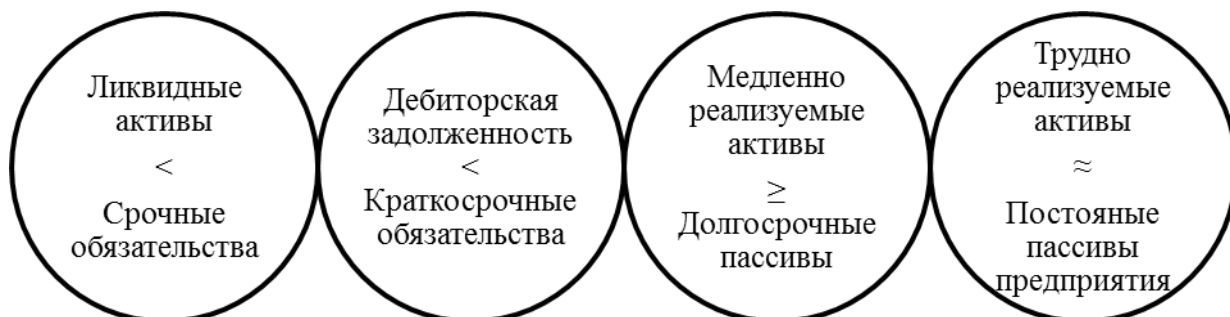 Ликвидные
активы
<
Срочные
обязательства
Дебиторская
задолженность
<
Краткосрочные
обязательства
Медленно
реализуемые
активы
≥
Долгосрочные
пассивы
Трудно
реализуемые
активы
≈
Постояные
пассивы
предприятия